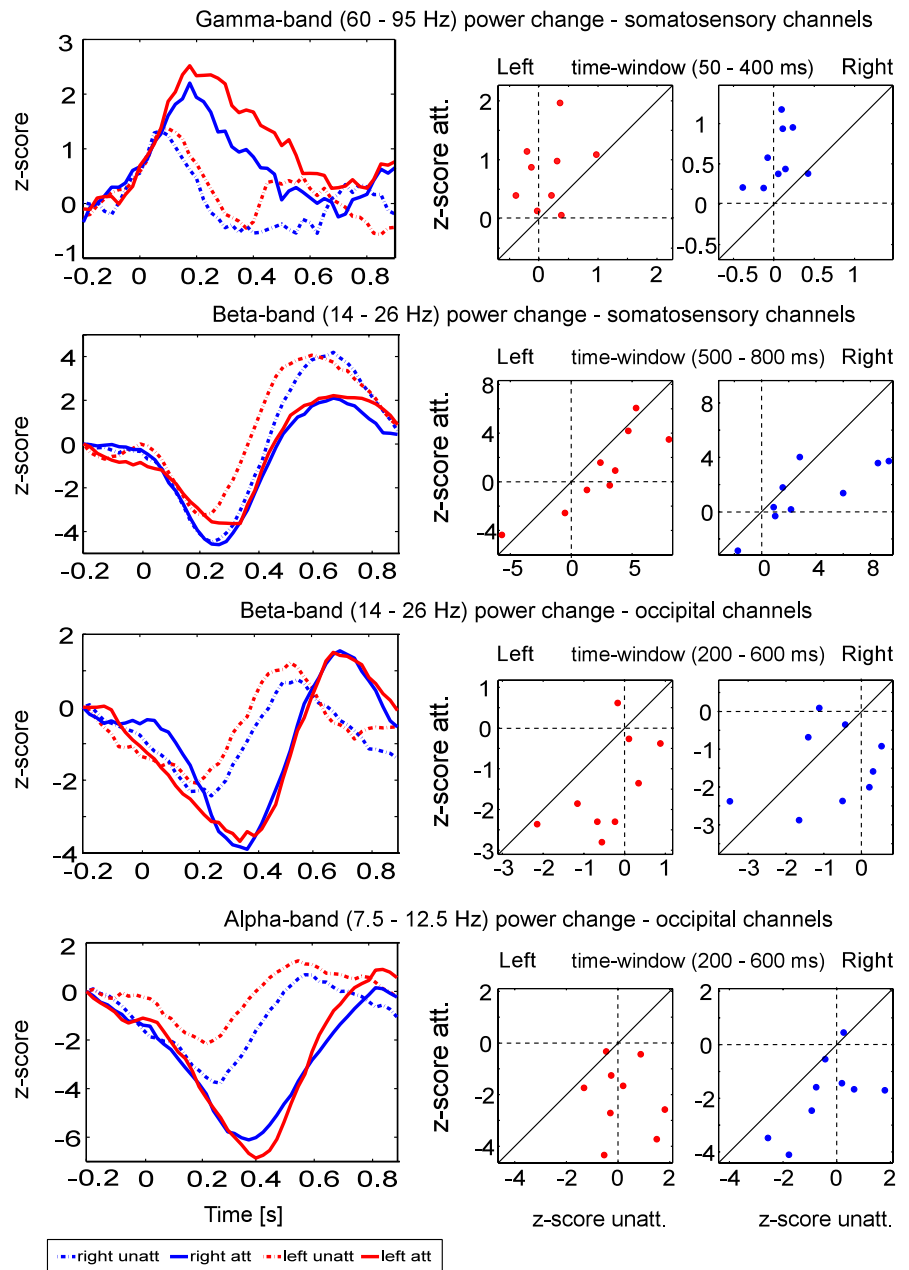 Gamma-band (60 - 95 Hz) power change - somatosensory channels
Left time-window (50 - 400 ms) Right
z-score
3
2
1
0
-1
-0.2 0 0.2 0.4 0.6 0.8
z-score att.
2
1
0
0 1 2
0.5
0
-0.5
-0.5 0 1
Beta-band (14 - 26 Hz) power change - somatosensory channels
Left time-window (500 - 800 ms) Right
z-score
4
2
0
-2
-4
-0.2 0 0.2 0.4 0.6 0.8
z-score att.
8
4
0
-4
-5 0 5
8
4
0
0 4 8
Beta-band (14 - 26 Hz) power change - occipital channels
Left time-window (200 - 600 ms) Right
z-score
2
0
-2
-4
-0.2 0 0.2 0.4 0.6 0.8
z-score att.
1
0
-1
-2
-3
-3 -2 -1 0 1
0
-1
-2
-3
-3 -2 -1 0
Alpha-band (7.5 - 12.5 Hz) power change - occipital channels
Left time-window (200 - 600 ms) Right
z-score
2
0
-2
-4
-6
-0.2 0 0.2 0.4 0.6 0.8
Time [s]
z-score att.
2
0
-2
-4
-4 -2 0 2
z-score unatt.
2
0
-2
-4
-4 -2 0 2
z-score unatt.
right unatt right att left unatt left att